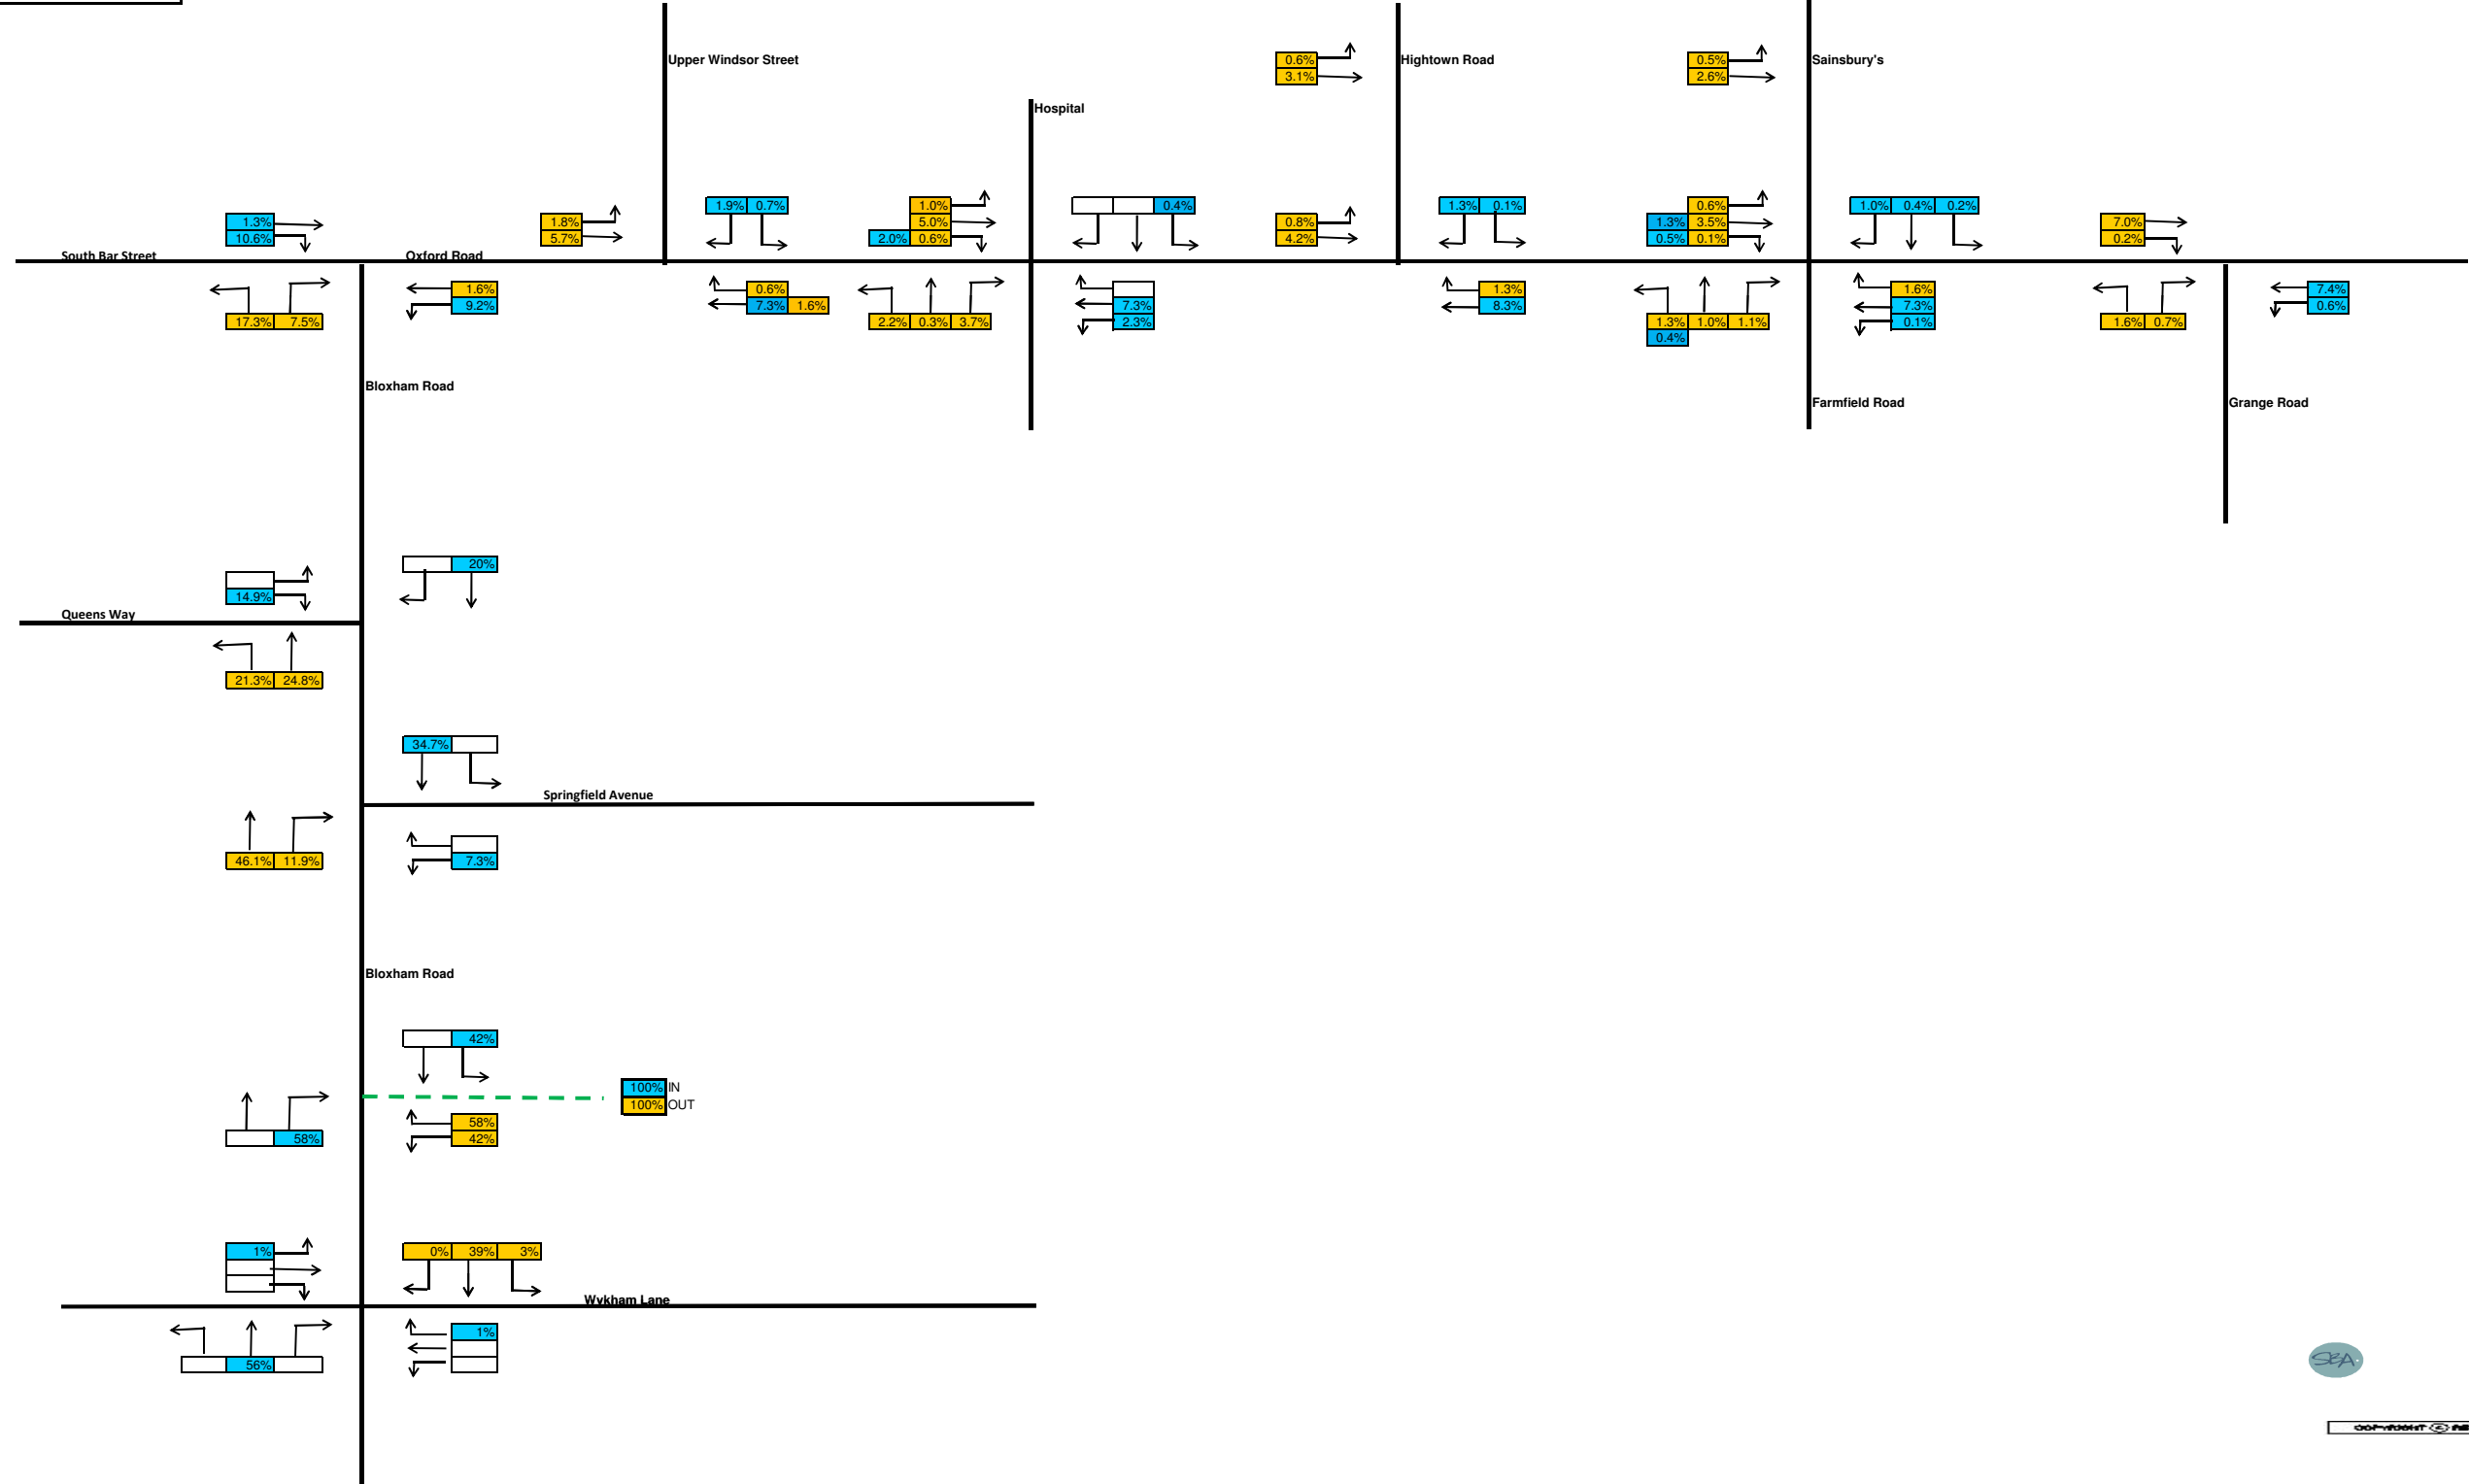 Upper Windsor Street
0.6%
Hightown Road
0.5%
Sainsbury's
3.1%
2.6%
Hospital
1.9% 0.7%
1.0%
0.4%
1.3% 0.1%
0.6%
1.0% 0.4% 0.2%
1.3%
1.8%
5.0%
0.8%
1.3% 3.5%
7.0%
10.6%
5.7%
2.0% 0.6%
4.2%
0.5% 0.1%
0.2%
South Bar Street
Oxford Road
1.6%
0.6%
1.3%
1.6%
7.4%
9.2%
7.3% 1.6%
7.3%
8.3%
7.3%
0.6%
17.3% 7.5%
2.2% 0.3% 3.7%
2.3%
1.3% 1.0% 1.1%
0.1%
1.6% 0.7%
0.4%
Bloxham Road
Farmfield Road
Grange Road
20%
14.9%
Queens Way
21.3% 24.8%
34.7%
Springfield Avenue
46.1% 11.9%
7.3%
Bloxham Road
42%
100% IN
100% OUT
58%
58%
42%
1%
0% 39% 3%
Wykham Lane
1%
56%
SBA
COPYRIGHT ©